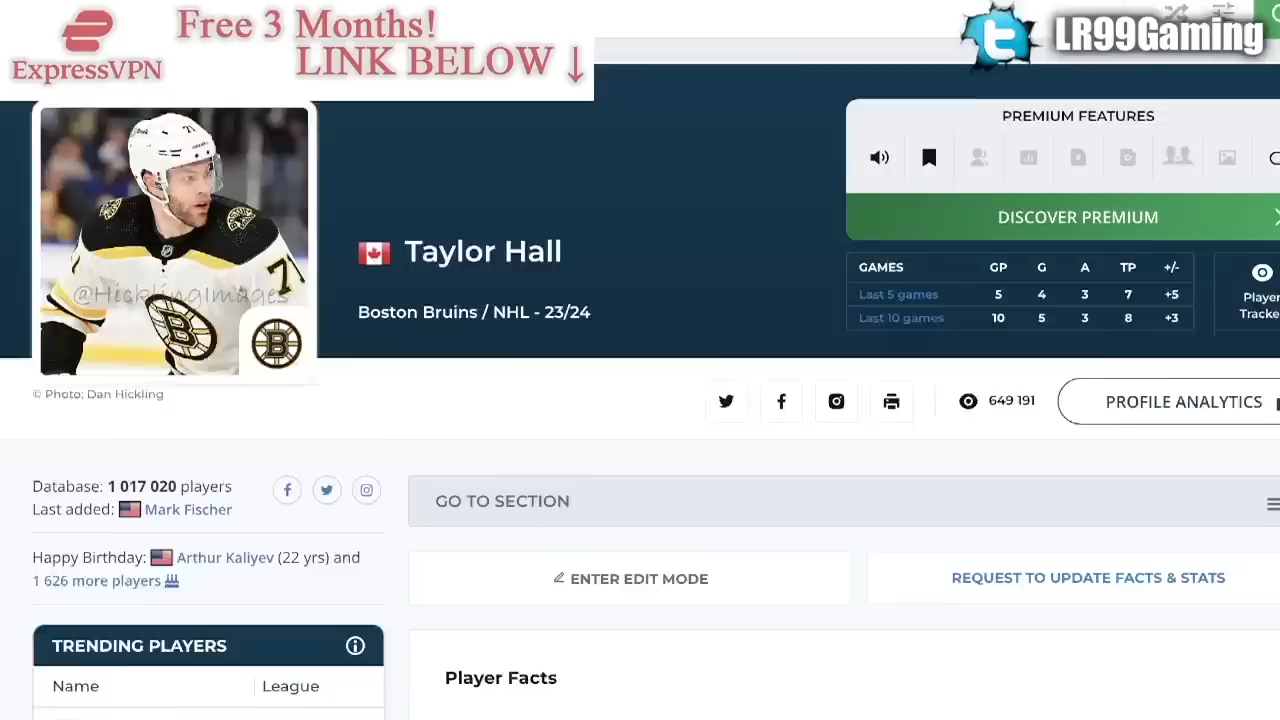 ExpressVPN
Free 3 Months!
LINK BELOW ↓
LR99Gaming
PREMIUM FEATURES
DISCOVER PREMIUM
GAMES GP G A TP +/-
Last 5 games 5 4 3 7 +5
Last 10 games 10 5 3 8 +3
Player
Tracke
71
71
B
B
@HicklingImages
Taylor Hall
Boston Bruins / NHL - 23/24
© Photo: Dan Hickling
649 191
PROFILE ANALYTICS
Database: 1 017 020 players
Last added: Mark Fischer
Happy Birthday: Arthur Kaliyev (22 yrs) and
1 626 more players
GO TO SECTION
ENTER EDIT MODE
REQUEST TO UPDATE FACTS & STATS
TRENDING PLAYERS
Name League
Player Facts